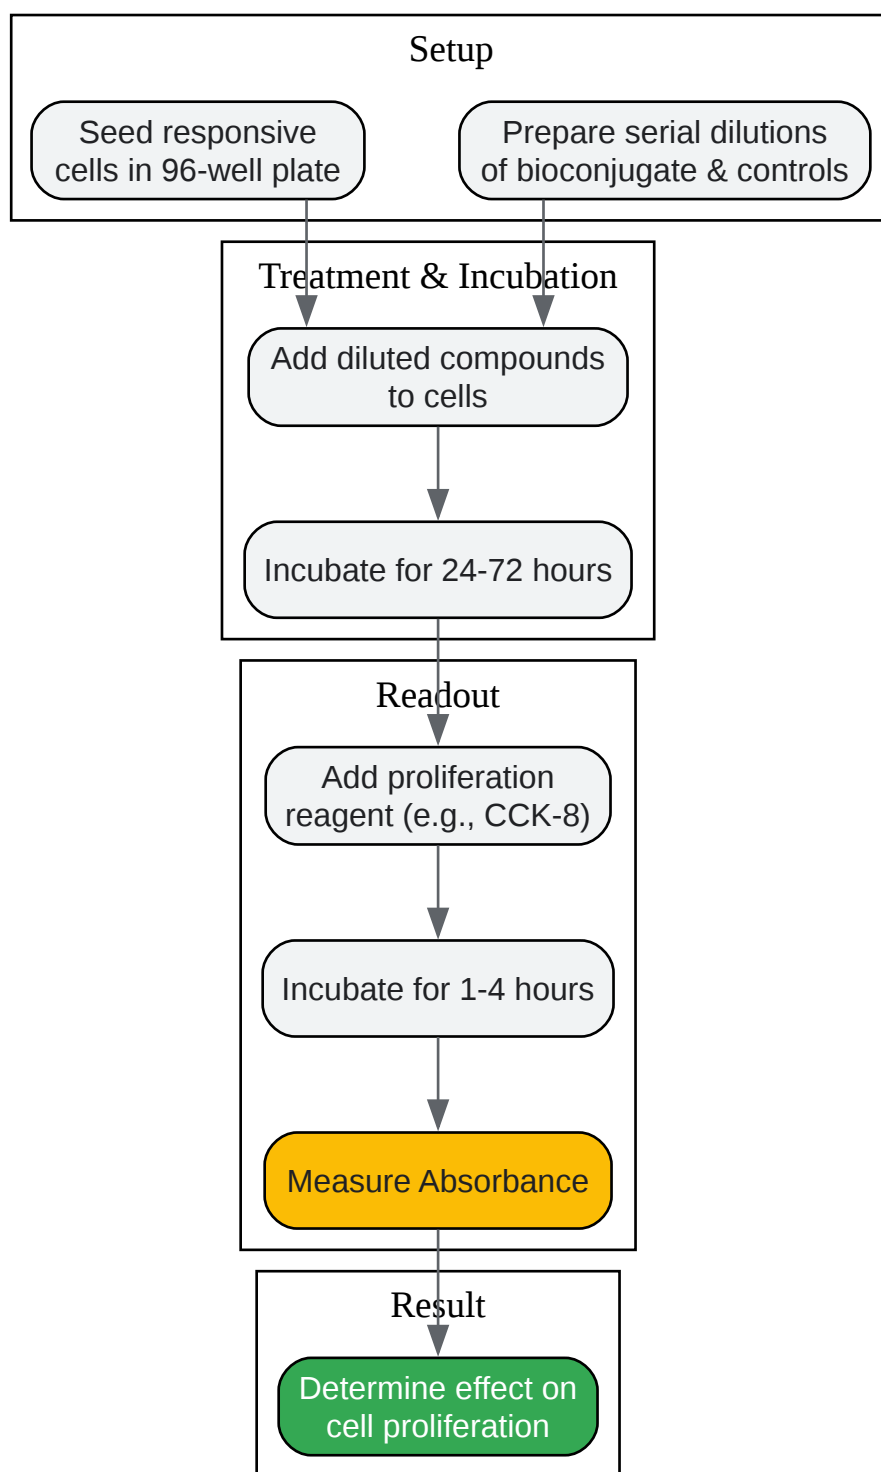 Setup
Seed responsive
cells in 96-well plate
Prepare serial dilutions
of bioconjugate & controls
Treatment & Incubation
Add diluted compounds
to cells
Incubate for 24-72 hours
Readout
Add proliferation
reagent (e.g., CCK-8)
Incubate for 1-4 hours
Measure Absorbance
Result
Determine effect on
cell proliferation